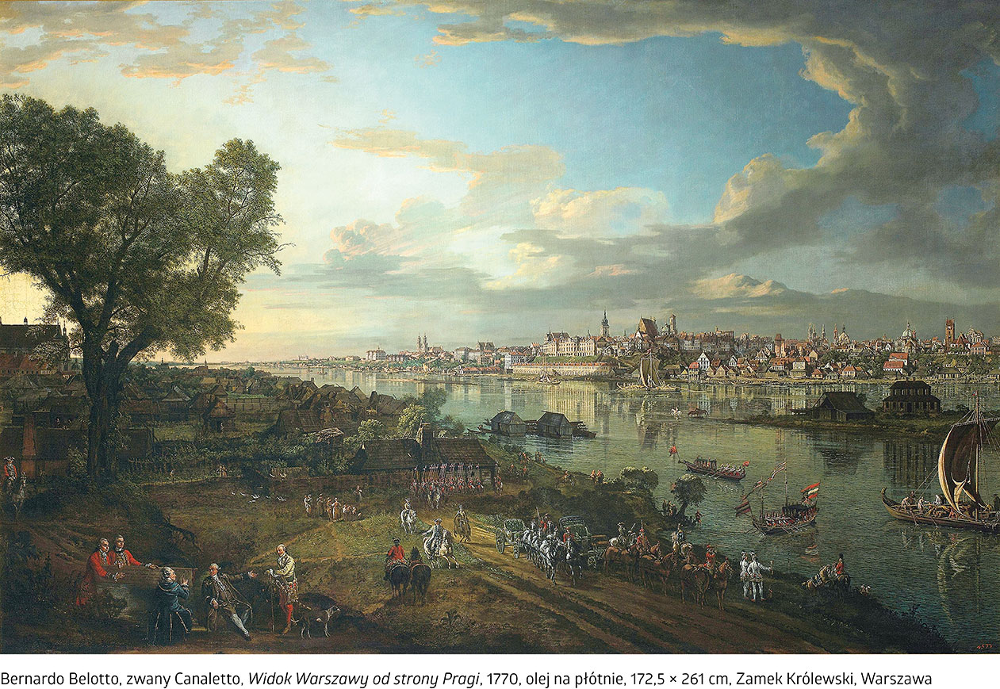 Bernardo Belotto, zwany Canaletto, Widok Warszawy od strony Pragi, 1770, olej na płótnie, 172,5 × 261 cm, Zamek Królewski, Warszawa